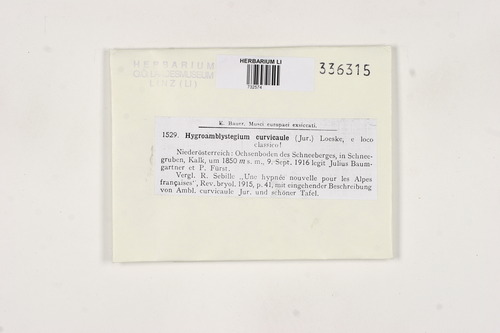 HERBARIUM
OÖ LANDESMUSEUM
LINZ (LI)
HERBARIUM LI
732574
336315
E. Bauer, Musci europaei exsiccati.
1529. Hygroamblystegium curvicaule (Jur.) Loeske, e loco
classico!
Niederösterreich: Ochsenboden des Schneeberges, in Schnee-
gruben, Kalk, um 1850 m s. m., 9. Sept. 1916 legit Julius Baum-
gartner et P. Fürst.
Vergl. R. Sebille „Une hypnée nouvelle pour les Alpes
françaises", Rev. bryol. 1915, p. 41, mit eingehender Beschreibung
von Ambl. curvicaule Jur. und schöner Tafel.